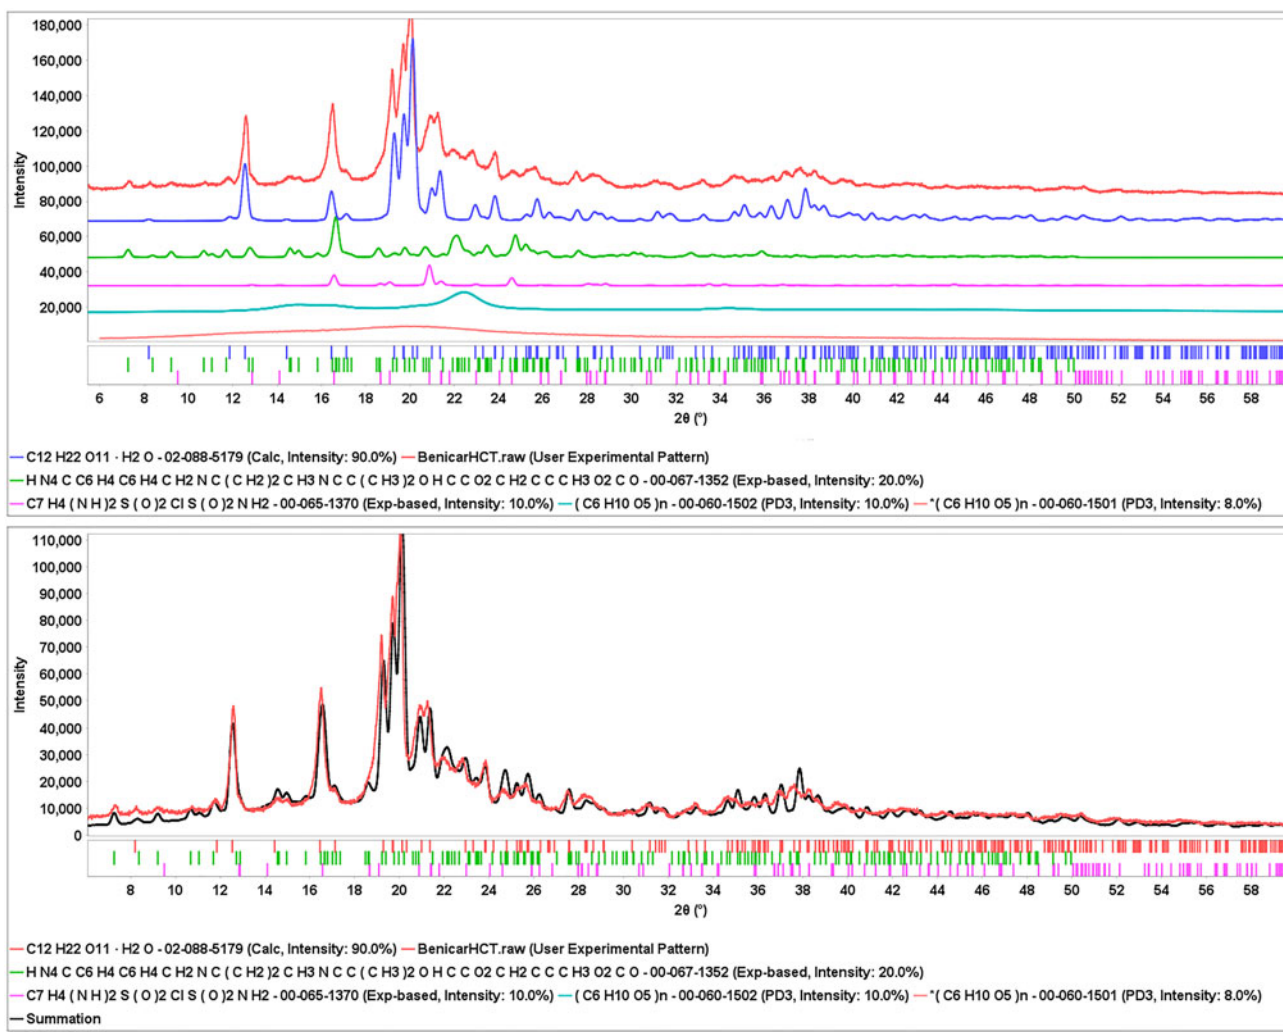 180,000
160,000
140,000
120,000
100,000
80,000
60,000
40,000
20,000
Intensity
6 8 10 12 14 16 18 20 22 24 26 28 30 32 34 36 38 40 42 44 46 48 50 52 54 56 58
2θ (°)
C12 H22 O11 · H2 O - 02-088-5179 (Calc, Intensity: 90.0%) BenicarHCT.raw (User Experimental Pattern)
H N4 C C6 H4 C6 H4 C H2 N C ( C H2 )2 C H3 N C C ( C H3 )2 O H C C O2 C H2 C C C H3 O2 C O - 00-067-1352 (Exp-based, Intensity: 20.0%)
C7 H4 ( N H )2 S ( O )2 Cl S ( O )2 N H2 - 00-065-1370 (Exp-based, Intensity: 10.0%) ( C6 H10 O5 )n - 00-060-1502 (PD3, Intensity: 10.0%) *( C6 H10 O5 )n - 00-060-1501 (PD3, Intensity: 8.0%)
110,000
100,000
90,000
80,000
70,000
60,000
50,000
40,000
30,000
20,000
10,000
0
Intensity
8 10 12 14 16 18 20 22 24 26 28 30 32 34 36 38 40 42 44 46 48 50 52 54 56 58
2θ (°)
C12 H22 O11 · H2 O - 02-088-5179 (Calc, Intensity: 90.0%) BenicarHCT.raw (User Experimental Pattern)
H N4 C C6 H4 C6 H4 C H2 N C ( C H2 )2 C H3 N C C ( C H3 )2 O H C C O2 C H2 C C C H3 O2 C O - 00-067-1352 (Exp-based, Intensity: 20.0%)
C7 H4 ( N H )2 S ( O )2 Cl S ( O )2 N H2 - 00-065-1370 (Exp-based, Intensity: 10.0%) ( C6 H10 O5 )n - 00-060-1502 (PD3, Intensity: 10.0%) *( C6 H10 O5 )n - 00-060-1501 (PD3, Intensity: 8.0%)
Summation